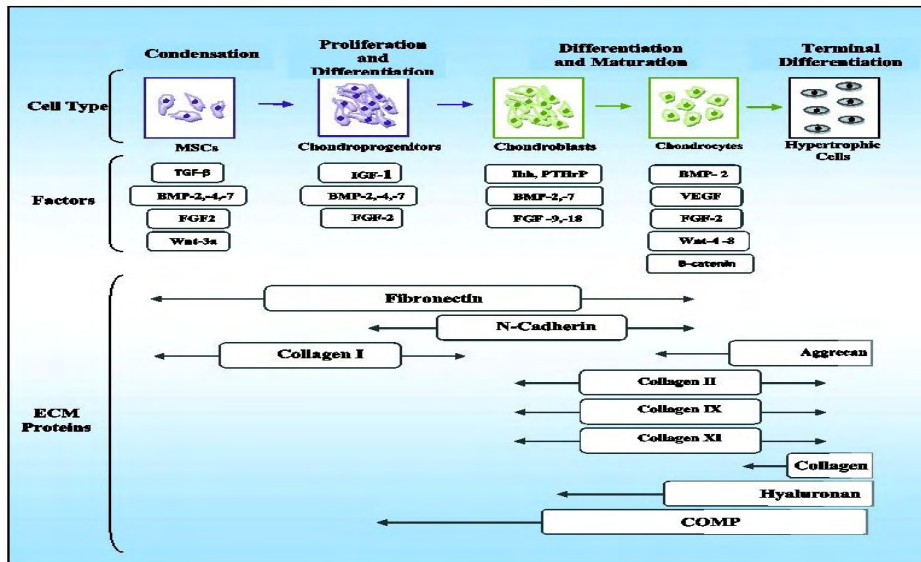 Condensation
Proliferation
and
Differentiation
Differentiation
and Maturation
Terminal
Differentiation
Cell Type
MSCs
Chondroprogenitors
Chondroblasts
Chondrocytes
Hypertrophic
Cells
Factors
TGF-β
BMP-2,-4,-7
FGF2
Wnt-3a
IGF-1
BMP-2,-4,-7
FGF-2
Ihh, PTHrP
BMP-2,-7
FGF -9,-18
BMP- 2
VEGF
FGF-2
Wnt-4 -8
B-catenin
ECM
Proteins
Fibronectin
N-Cadherin
Collagen I
Aggrecan
Collagen II
Collagen IX
Collagen XI
Collagen
Hyaluronan
COMP